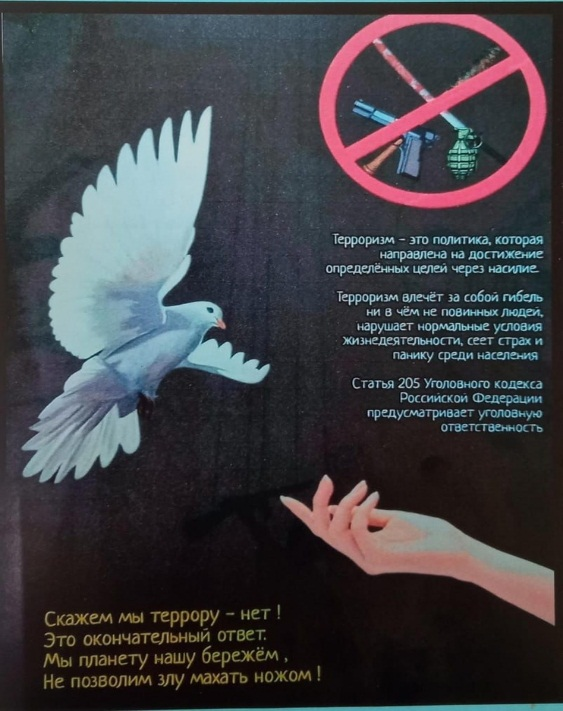 Терроризм – это политика, которая
направлена на достижение
определённых целей через насилие.
Терроризм влечёт за собой гибель
ни в чём не повинных людей,
нарушает нормальные условия
жизнедеятельности, сеет страх и
панику среди населения
Статья 205 Уголовного кодекса
Российской Федерации
предусматривает уголовную
ответственность
Скажем мы террору – нет !
Это окончательный ответ.
Мы планету нашу бережём ,
Не позволим злу махать ножом !